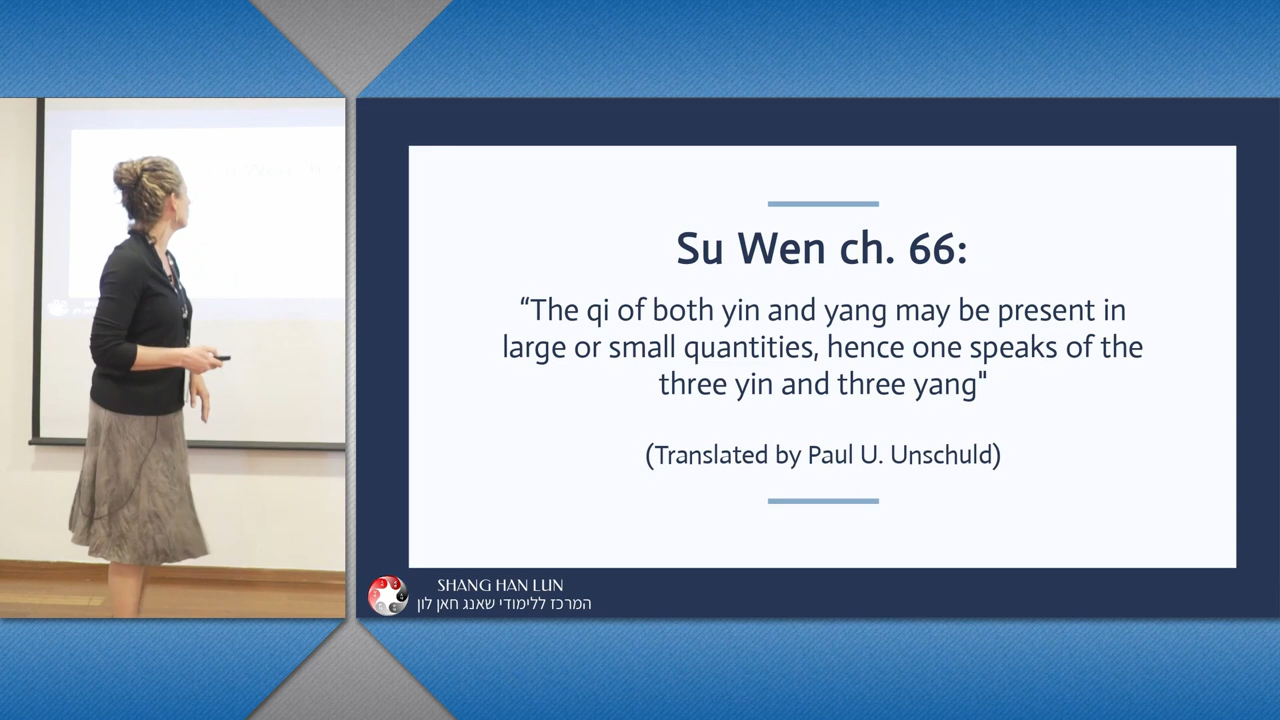 Su Wen ch. 66:
“The qi of both yin and yang may be present in
large or small quantities, hence one speaks of the
three yin and three yang"
(Translated by Paul U. Unschuld)
SHANG HAN LUN
המרכז ללימודי שאנג חאן לון